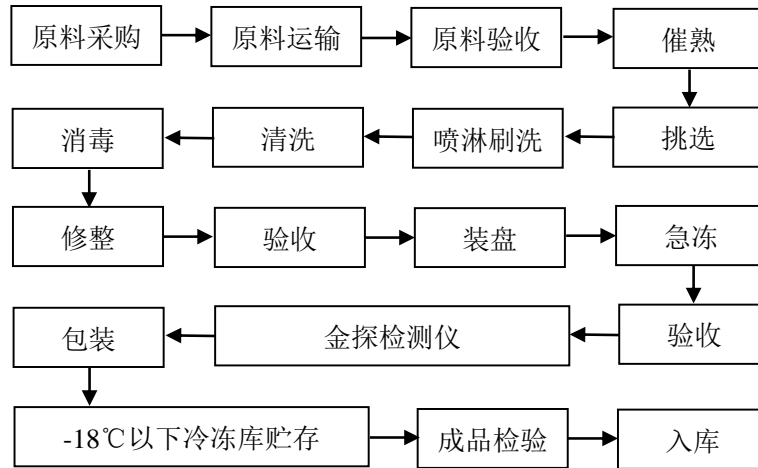 原料采购 原料运输 原料验收 催熟
消毒 清洗 喷淋刷洗 挑选
修整 验收 装盘 急冻
包装 金探检测仪 验收
-18℃以下冷冻库贮存 成品检验 入库